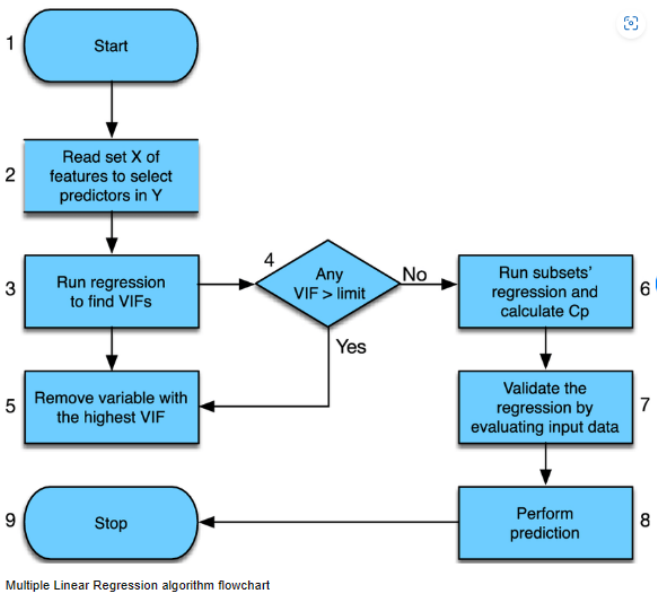 1
Start
2
Read set X of
features to select
predictors in Y
3
Run regression
to find VIFs
4
Any
VIF > limit
No
Yes
Run subsets'
regression and
calculate Cp
6
5
Remove variable with
the highest VIF
Validate the
regression by
evaluating input data
7
9
Stop
Perform
prediction
8
Multiple Linear Regression algorithm flowchart